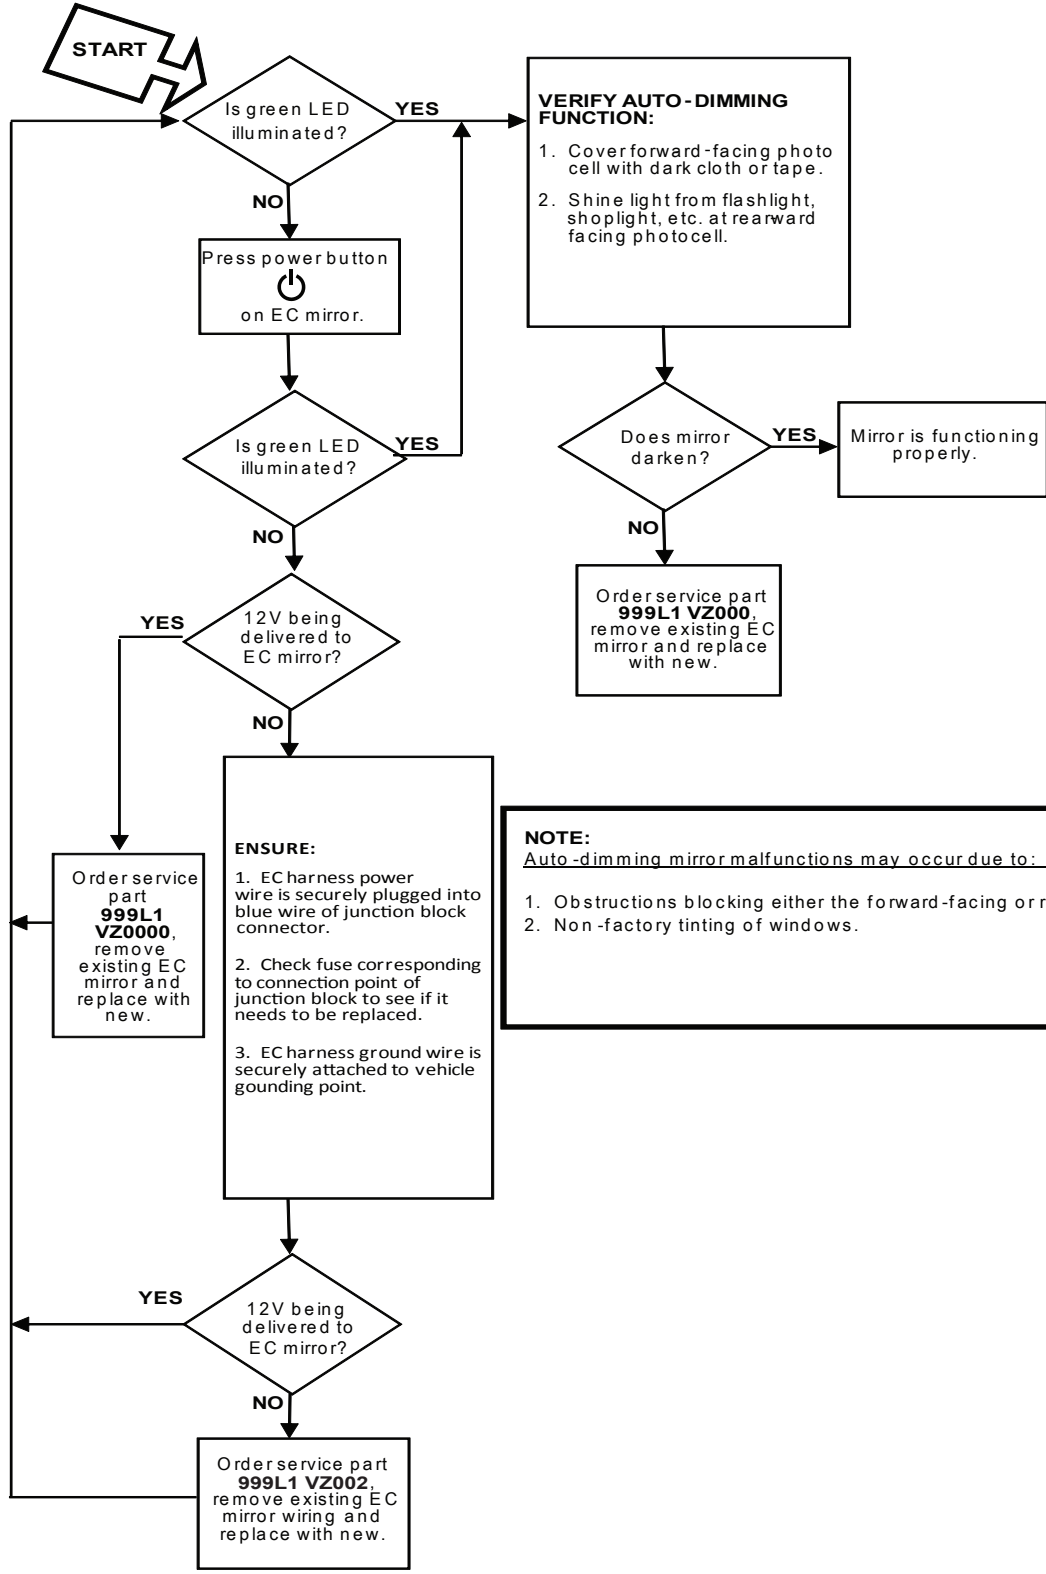 START
Is green LED
illuminated?
YES
NO
Press power button
on EC mirror.
Is green LED
illuminated?
YES
NO
12V being
delivered to
EC mirror?
YES
NO
Order service
part
999L1
VZ0000,
remove
existing EC
mirror and
replace with
new.
ENSURE:
1. EC harness power
wire is securely plugged into
blue wire of junction block
connector.
2. Check fuse corresponding
to connection point of
junction block to see if it
needs to be replaced.
3. EC harness ground wire is
securely attached to vehicle
gounding point.
12V being
delivered to
EC mirror?
YES
NO
Order service part
999L1 VZ002,
remove existing EC
mirror wiring and
replace with new.
VERIFY AUTO-DIMMING
FUNCTION:
1. Cover forward-facing photo
cell with dark cloth or tape.
2. Shine light from flashlight,
shoplight, etc. at rearward
facing photocell.
Does mirror
darken?
YES
Mirror is functioning
properly.
NO
Order service part
999L1 VZ000,
remove existing EC
mirror and replace
with new.
NOTE:
Auto-dimming mirror malfunctions may occur due to:
1. Obstructions blocking either the forward-facing or
2. Non-factory tinting of windows.